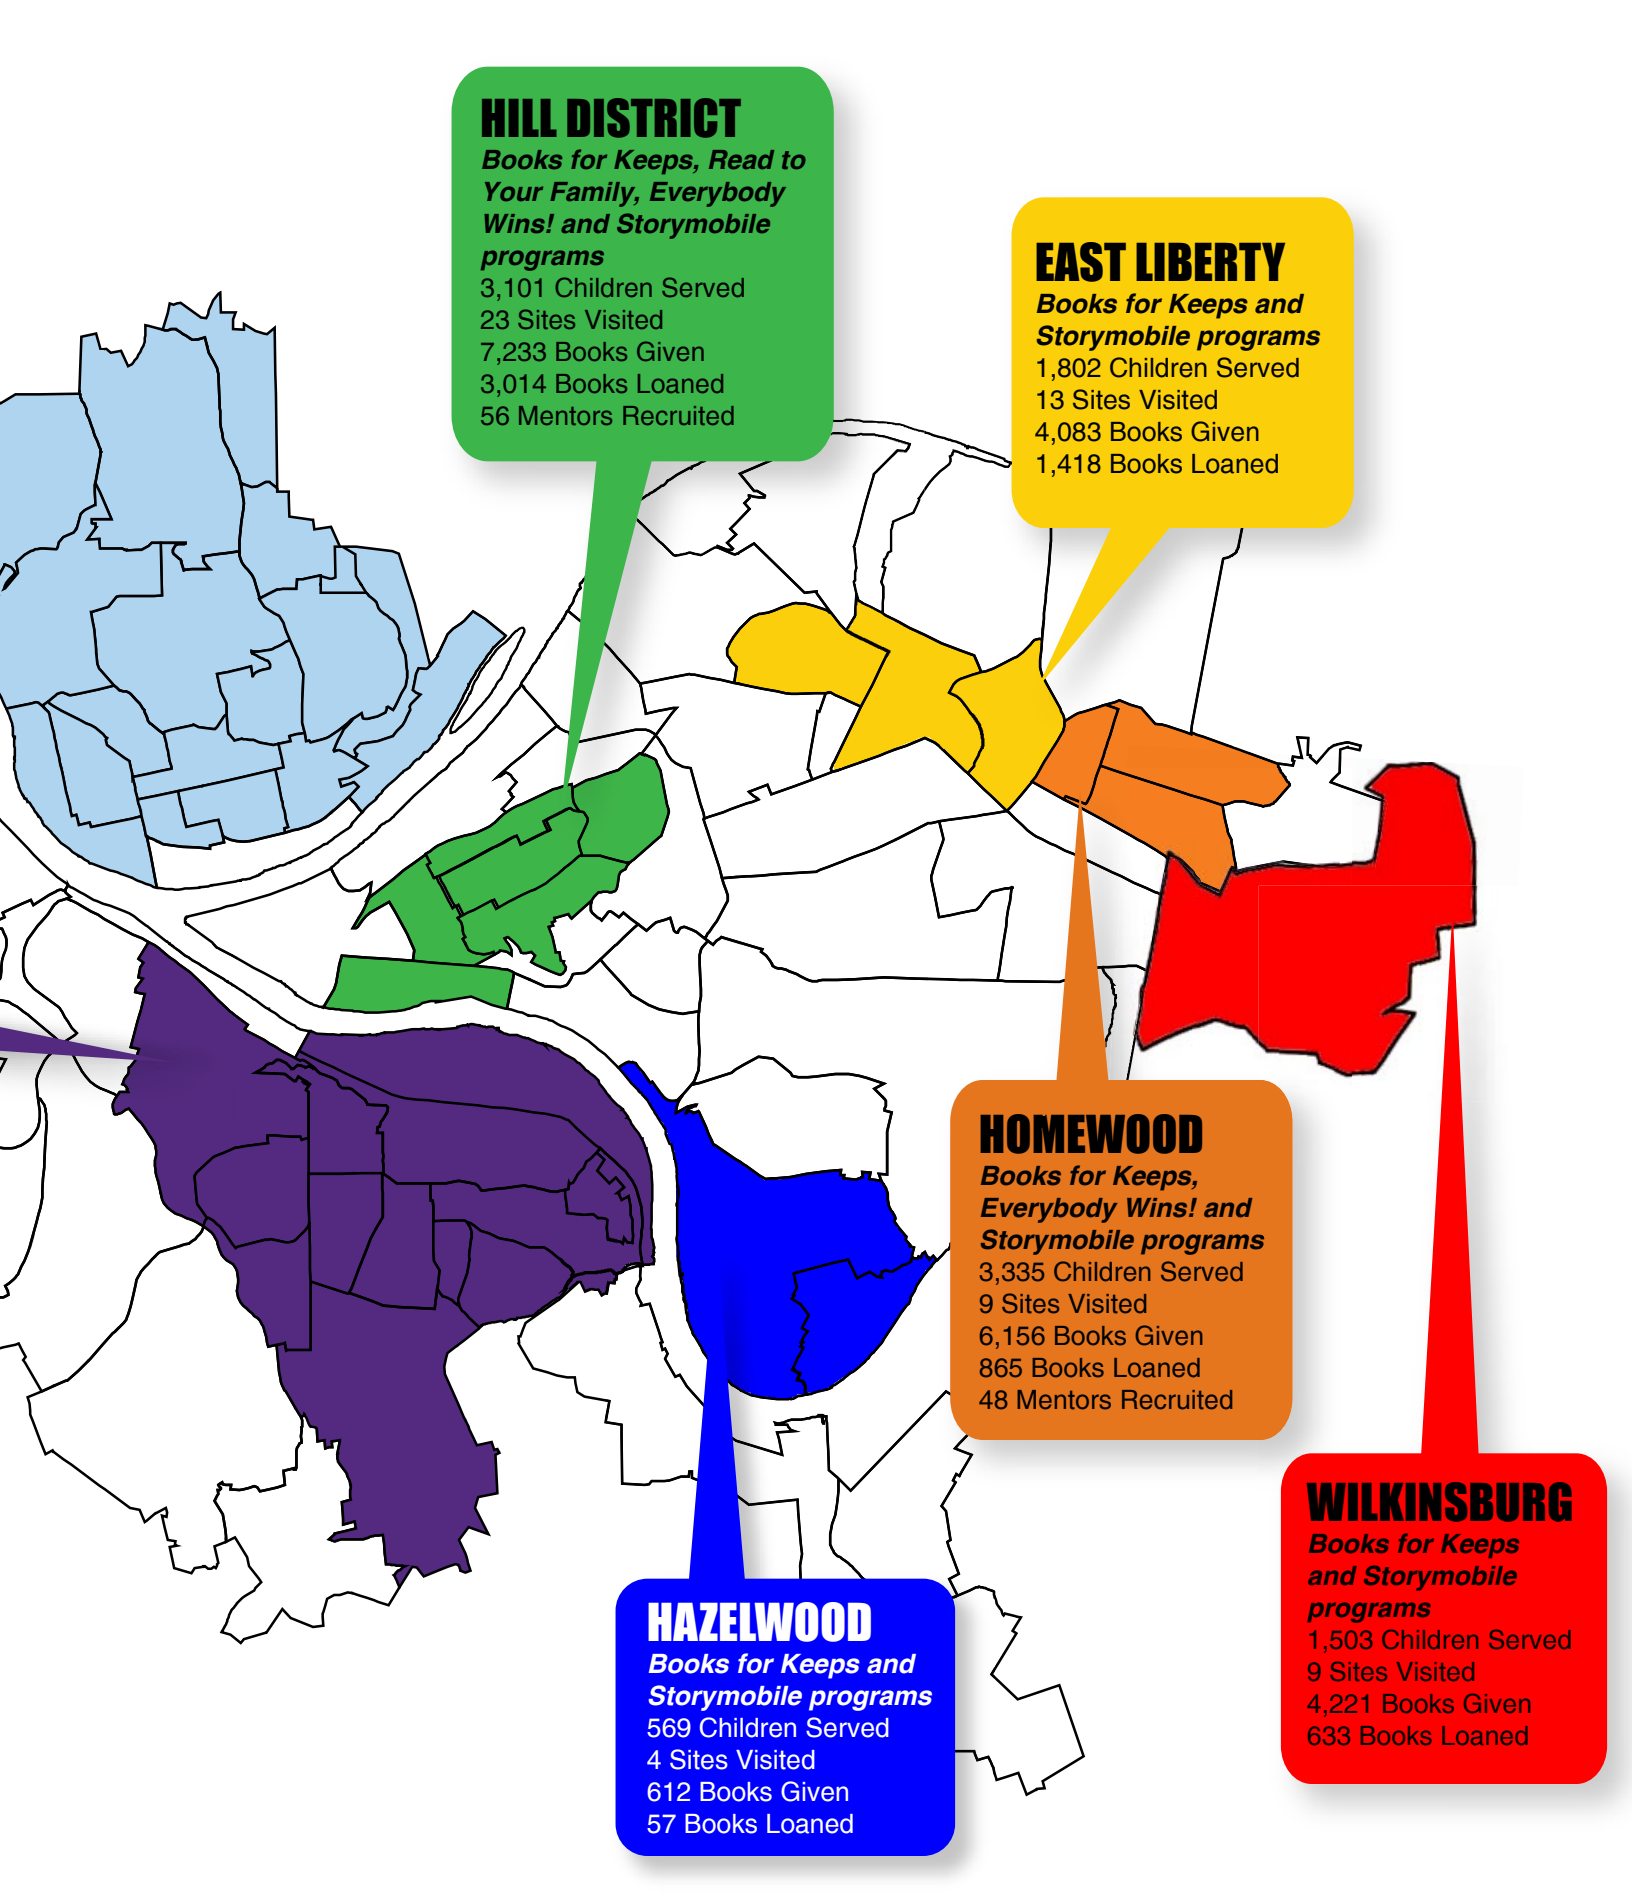 HILL DISTRICT
Books for Keeps, Read to
Your Family, Everybody
Wins! and Storymobile
programs
3,101 Children Served
23 Sites Visited
7,233 Books Given
3,014 Books Loaned
56 Mentors Recruited
EAST LIBERTY
Books for Keeps and
Storymobile programs
1,802 Children Served
13 Sites Visited
4,083 Books Given
1,418 Books Loaned
HOMEWOOD
Books for Keeps,
Everybody Wins! and
Storymobile programs
3,335 Children Served
9 Sites Visited
6,156 Books Given
865 Books Loaned
48 Mentors Recruited
WILKINSBURG
Books for Keeps
and Storymobile
programs
1,503 Children Served
9 Sites Visited
4,221 Books Given
633 Books Loaned
HAZELWOOD
Books for Keeps and
Storymobile programs
569 Children Served
4 Sites Visited
612 Books Given
57 Books Loaned